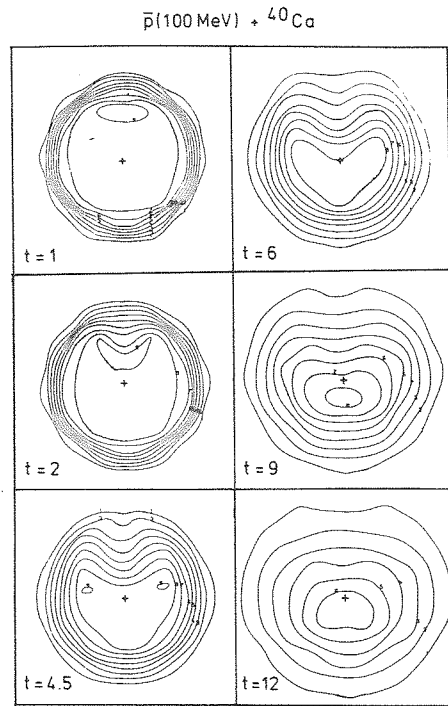 p̄(100 MeV) + ⁴⁰Ca
t = 1
t = 6
t = 2
t = 9
t = 4.5
t = 12